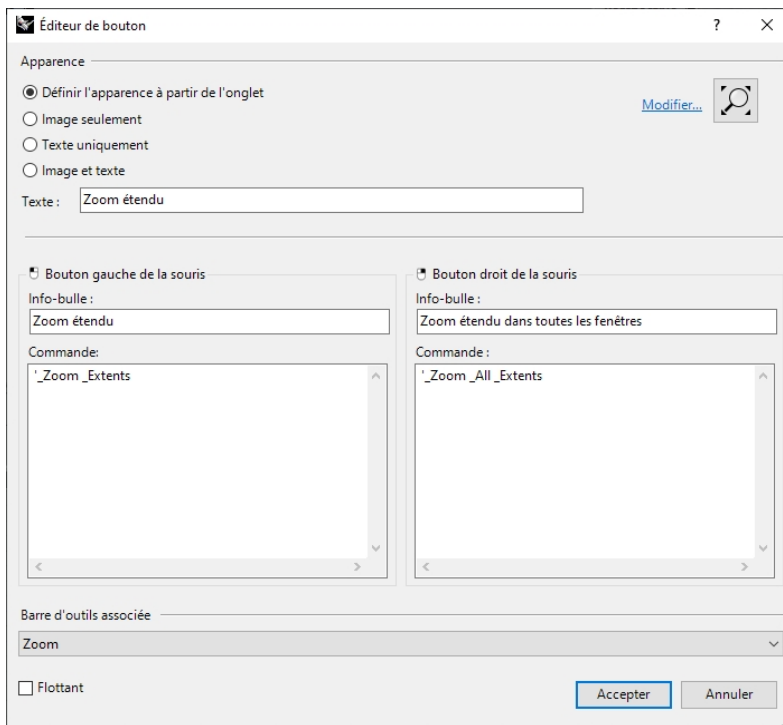 Éditeur de bouton
?
Apparence
Définir l'apparence à partir de l'onglet
Modifier...
Image seulement
Texte uniquement
Image et texte
Texte : Zoom étendu
Bouton gauche de la souris
Info-bulle :
Zoom étendu
Commande:
'_Zoom _Extents
Bouton droit de la souris
Info-bulle :
Zoom étendu dans toutes les fenêtres
Commande :
'_Zoom _All _Extents
Barre d'outils associée
Zoom
Flottant
Accepter
Annuler